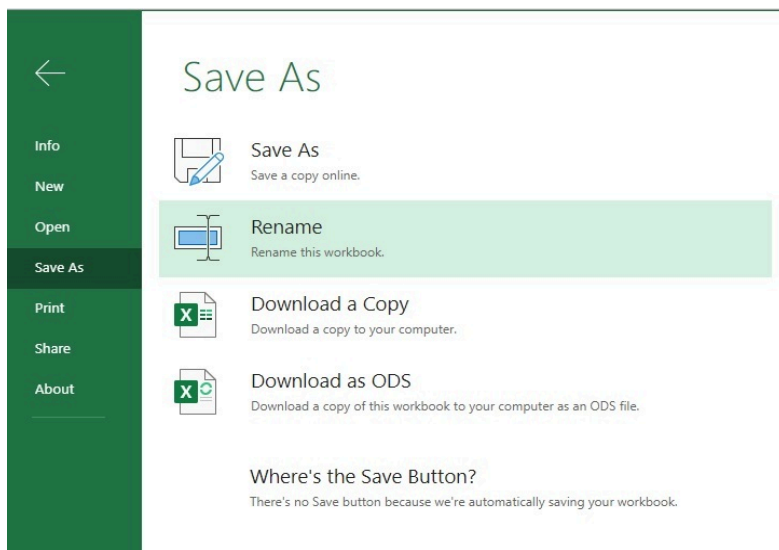 Save As
Info
New
Open
Save As
Print
Share
About
Save As
Save a copy online.
Rename
Rename this workbook.
X
Download a Copy
Download a copy to your computer.
X
Download as ODS
Download a copy of this workbook to your computer as an ODS file.
Where's the Save Button?
There's no Save button because we're automatically saving your workbook.